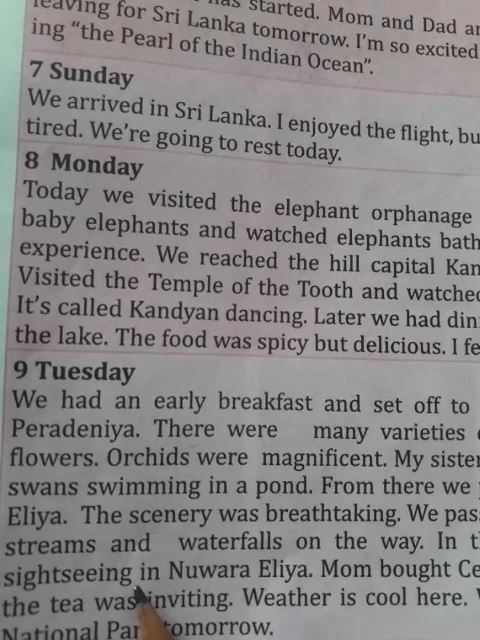 has started. Mom and Dad
leaving for Sri Lanka tomorrow. I'm so excited
ing “the Pearl of the Indian Ocean”.
7 Sunday
We arrived in Sri Lanka. I enjoyed the flight, bu
tired. We're going to rest today.
8 Monday
Today we visited the elephant orphanage
baby elephants and watched elephants bath
experience. We reached the hill capital Kan
Visited the Temple of the Tooth and watche
It's called Kandyan dancing. Later we had din
the lake. The food was spicy but delicious. I fe
9 Tuesday
We had an early breakfast and set off to
Peradeniya. There were many varieties
flowers. Orchids were magnificent. My sister
swans swimming in a pond. From there we
Eliya. The scenery was breathtaking. We pas
streams and waterfalls on the way. In t
sightseeing in Nuwara Eliya. Mom bought Ce
the tea was inviting. Weather is cool here.
National Par tomorrow.